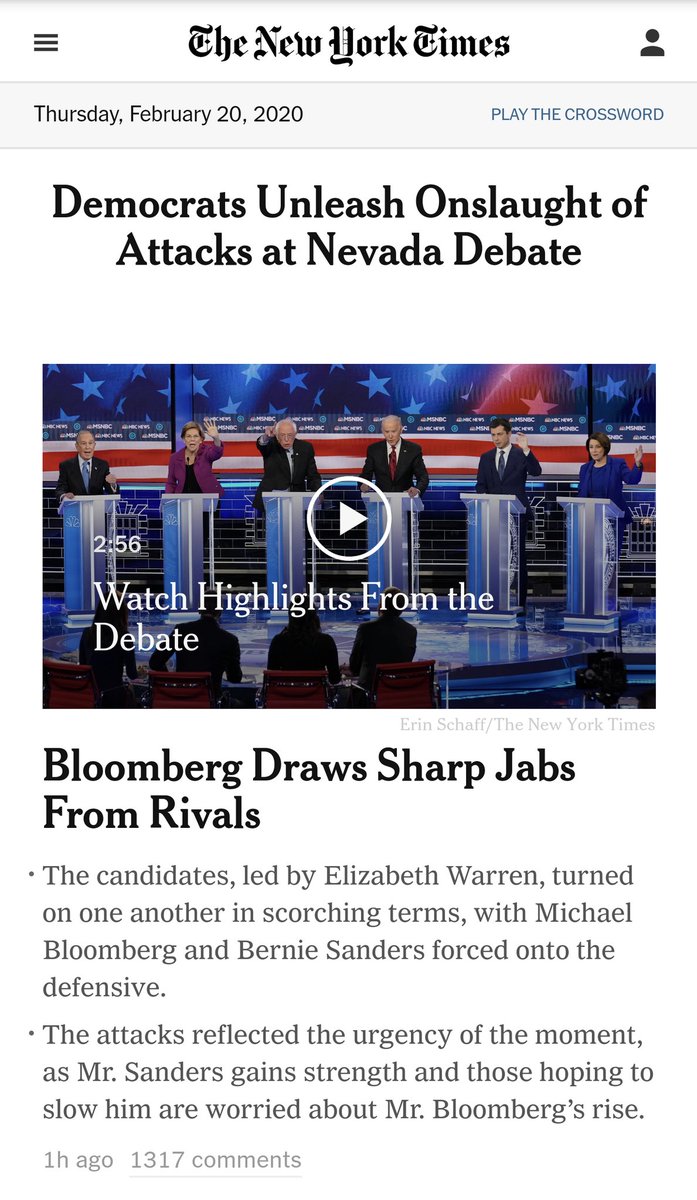 The New York Times
Thursday, February 20, 2020
PLAY THE CROSSWORD
Democrats Unleash Onslaught of
Attacks at Nevada Debate
2:56
Watch Highlights From the
Debate
Erin Schaff/The New York Times
Bloomberg Draws Sharp Jabs
From Rivals
• The candidates, led by Elizabeth Warren, turned
on one another in scorching terms, with Michael
Bloomberg and Bernie Sanders forced onto the
defensive.
• The attacks reflected the urgency of the moment,
as Mr. Sanders gains strength and those hoping to
slow him are worried about Mr. Bloomberg’s rise.
1h ago 1317 comments